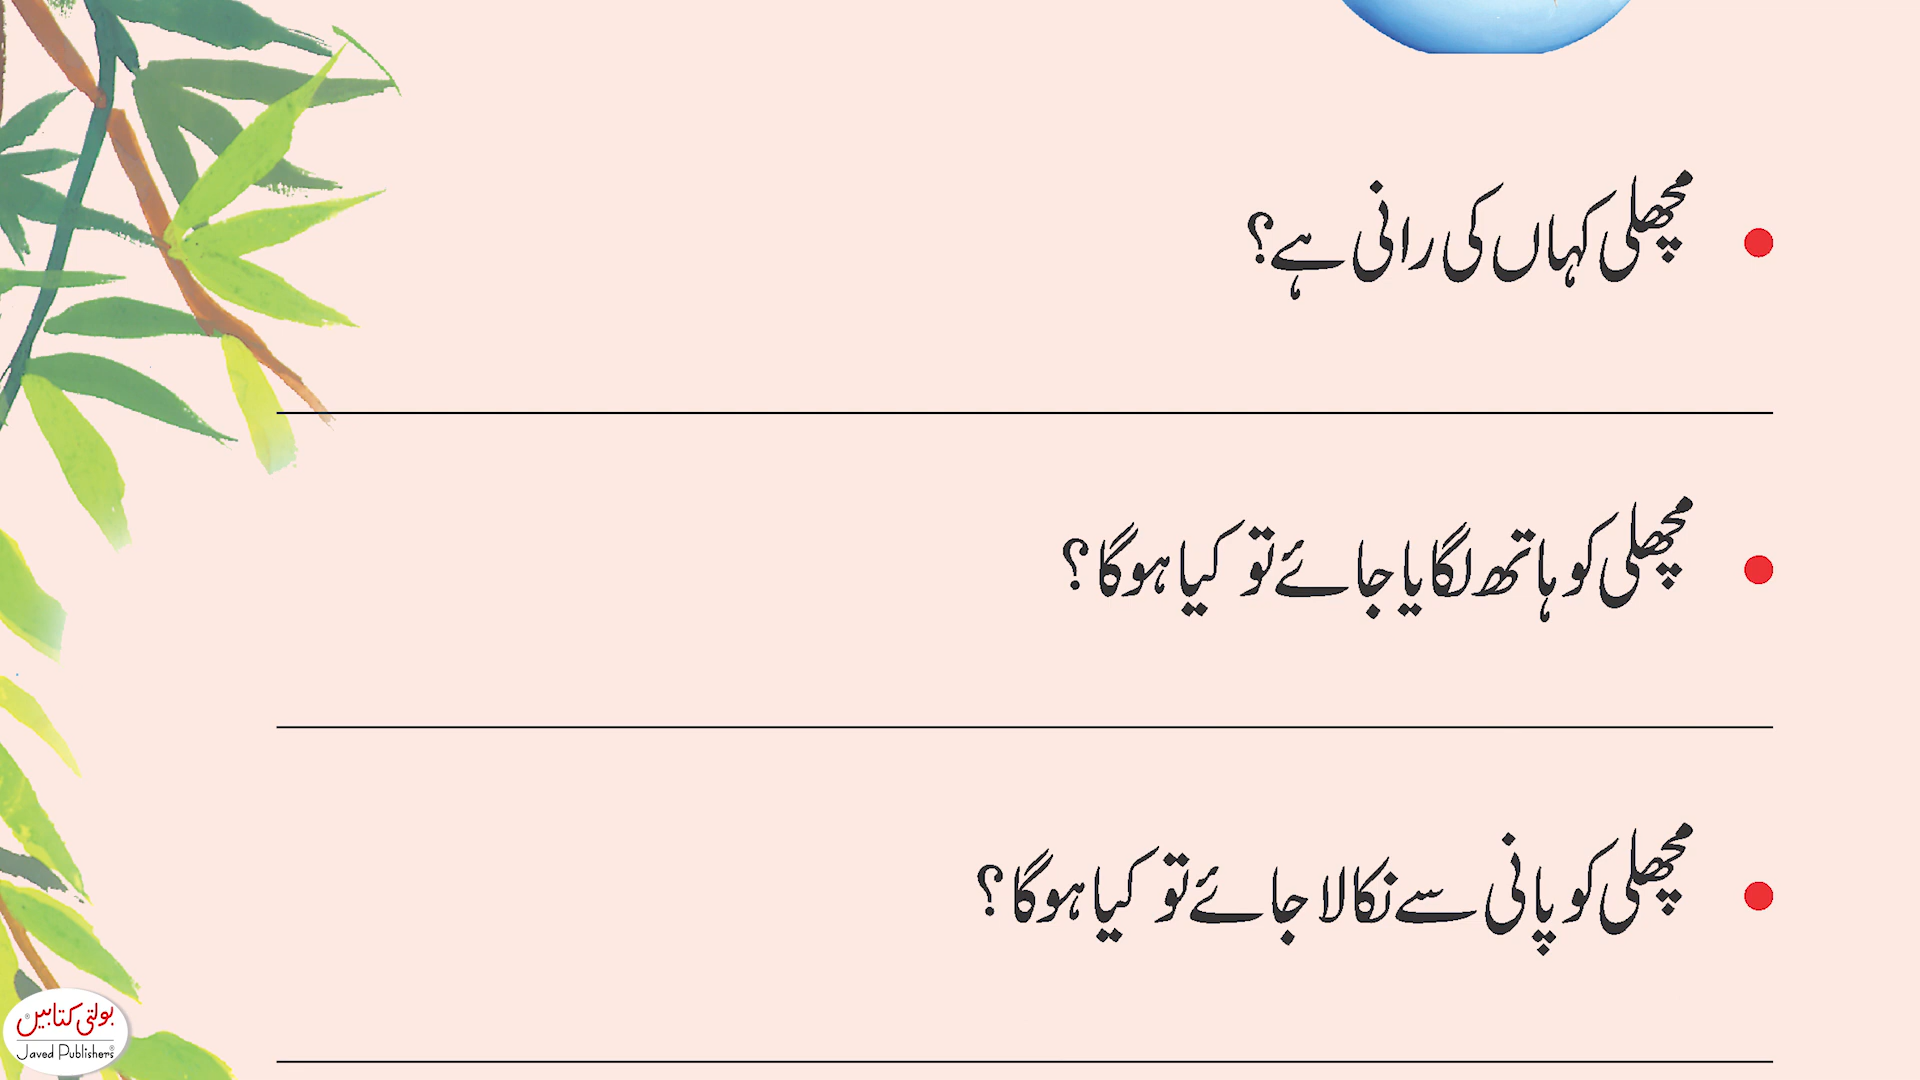 مچھلی کہاں کی رانی ہے؟
مچھلی کو ہاتھ لگایا جائے تو کیا ہوگا؟
مچھلی کو پانی سے نکالا جائے تو کیا ہوگا؟
بولتی کتابیں®
Javed Publishers®